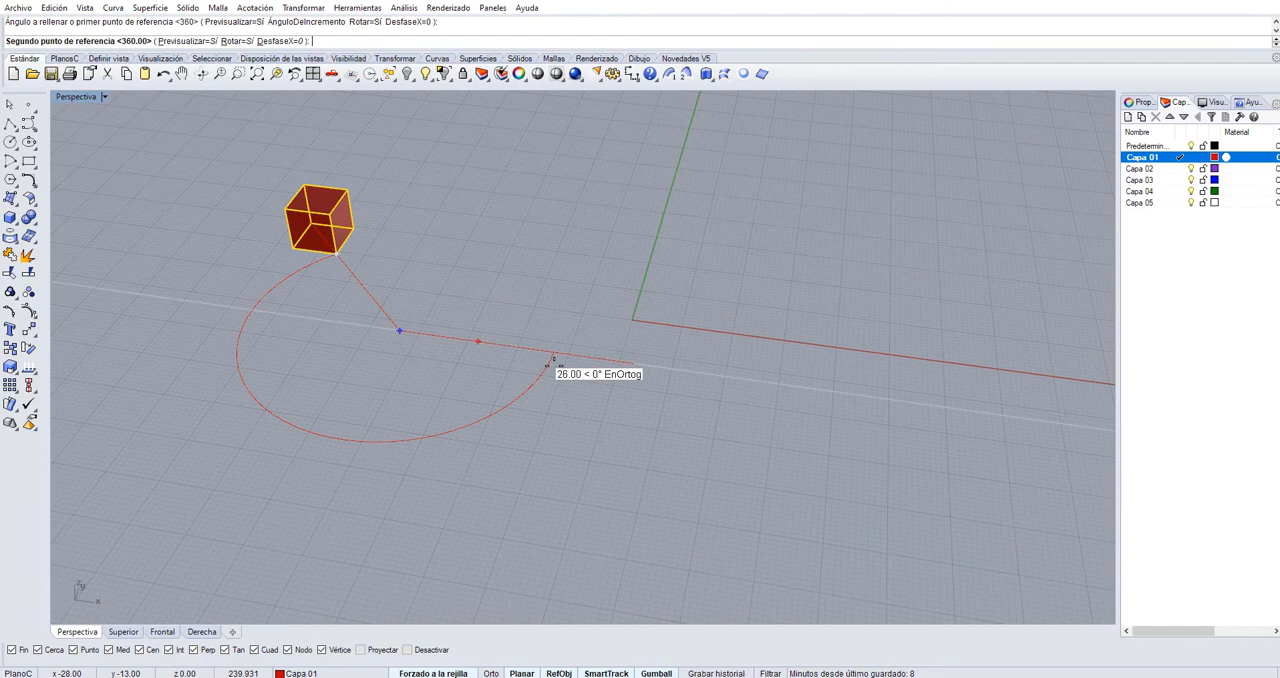 Archivo Edición Vista Curva Superficie Sólido Malla Acotación Transformar Herramientas Análisis Renderizado Paneles Ayuda
Ángulo a rellenar o primer punto de referencia <360> ( Previsualizar=Sí ÁnguloDeIncremento Rotar=Sí DesfaseX=0 ):
Segundo punto de referencia <360.00> ( Previsualizar=Sí Rotar=Sí DesfaseX=0 ):
Estándar PlanosC Definir vista Visualización Seleccionar Disposición de las vistas Visibilidad Transformar Curvas Superficies Sólidos Mallas Renderizado Dibujo Novedades V5
Perspectiva
Prop... Cap... Visu... Ayu...
Nombre Material
Predetermin...
Capa 01
Capa 02
Capa 03
Capa 04
Capa 05
26.00 < 0° EnOrtog
z y x
Perspectiva Superior Frontal Derecha
Fin Cerca Punto Med Cen Int Perp Tan Cuad Nodo Vértice Proyectar Desactivar
PlanoC x -28.00 y -13.00 z 0.00 239.931 Capa 01 Forzado a la rejilla Orto Planar RefObj SmartTrack Gumball Grabar historial Filtrar Minutos desde último guardado: 8